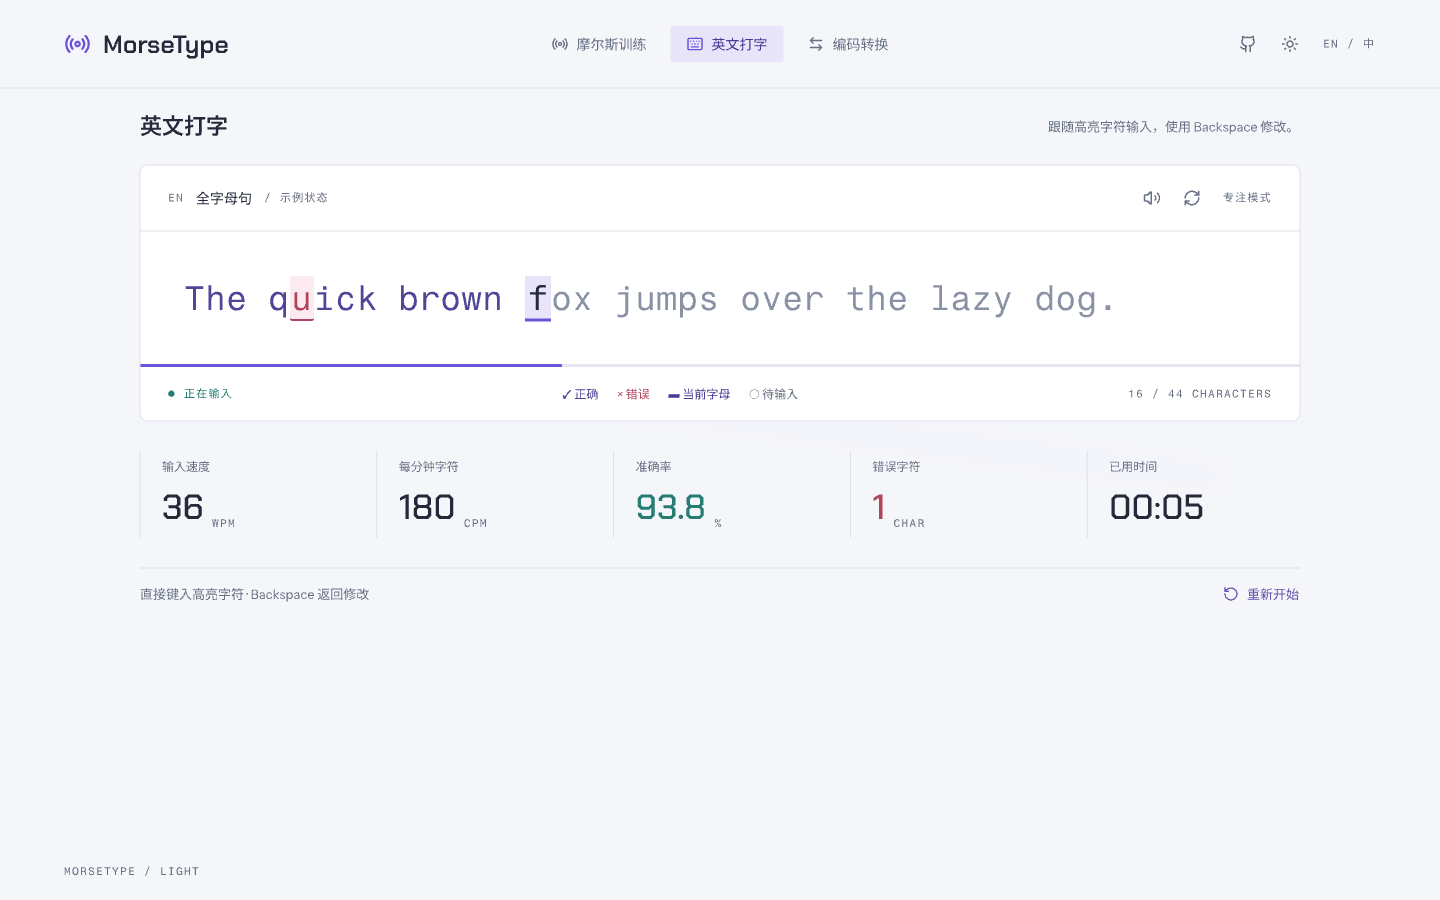 MorseType
摩尔斯训练
英文打字
编码转换
EN / 中
英文打字
跟随高亮字符输入，使用 Backspace 修改。
EN 全字母句 / 示例状态
专注模式
The quick brown fox jumps over the lazy dog.
正在输入
✓正确 ×错误 ▬当前字母 ○待输入
16 / 44 CHARACTERS
输入速度
36 WPM
每分钟字符
180 CPM
准确率
93.8 %
错误字符
1 CHAR
已用时间
00:05
直接键入高亮字符·Backspace 返回修改
重新开始
MORSETYPE / LIGHT